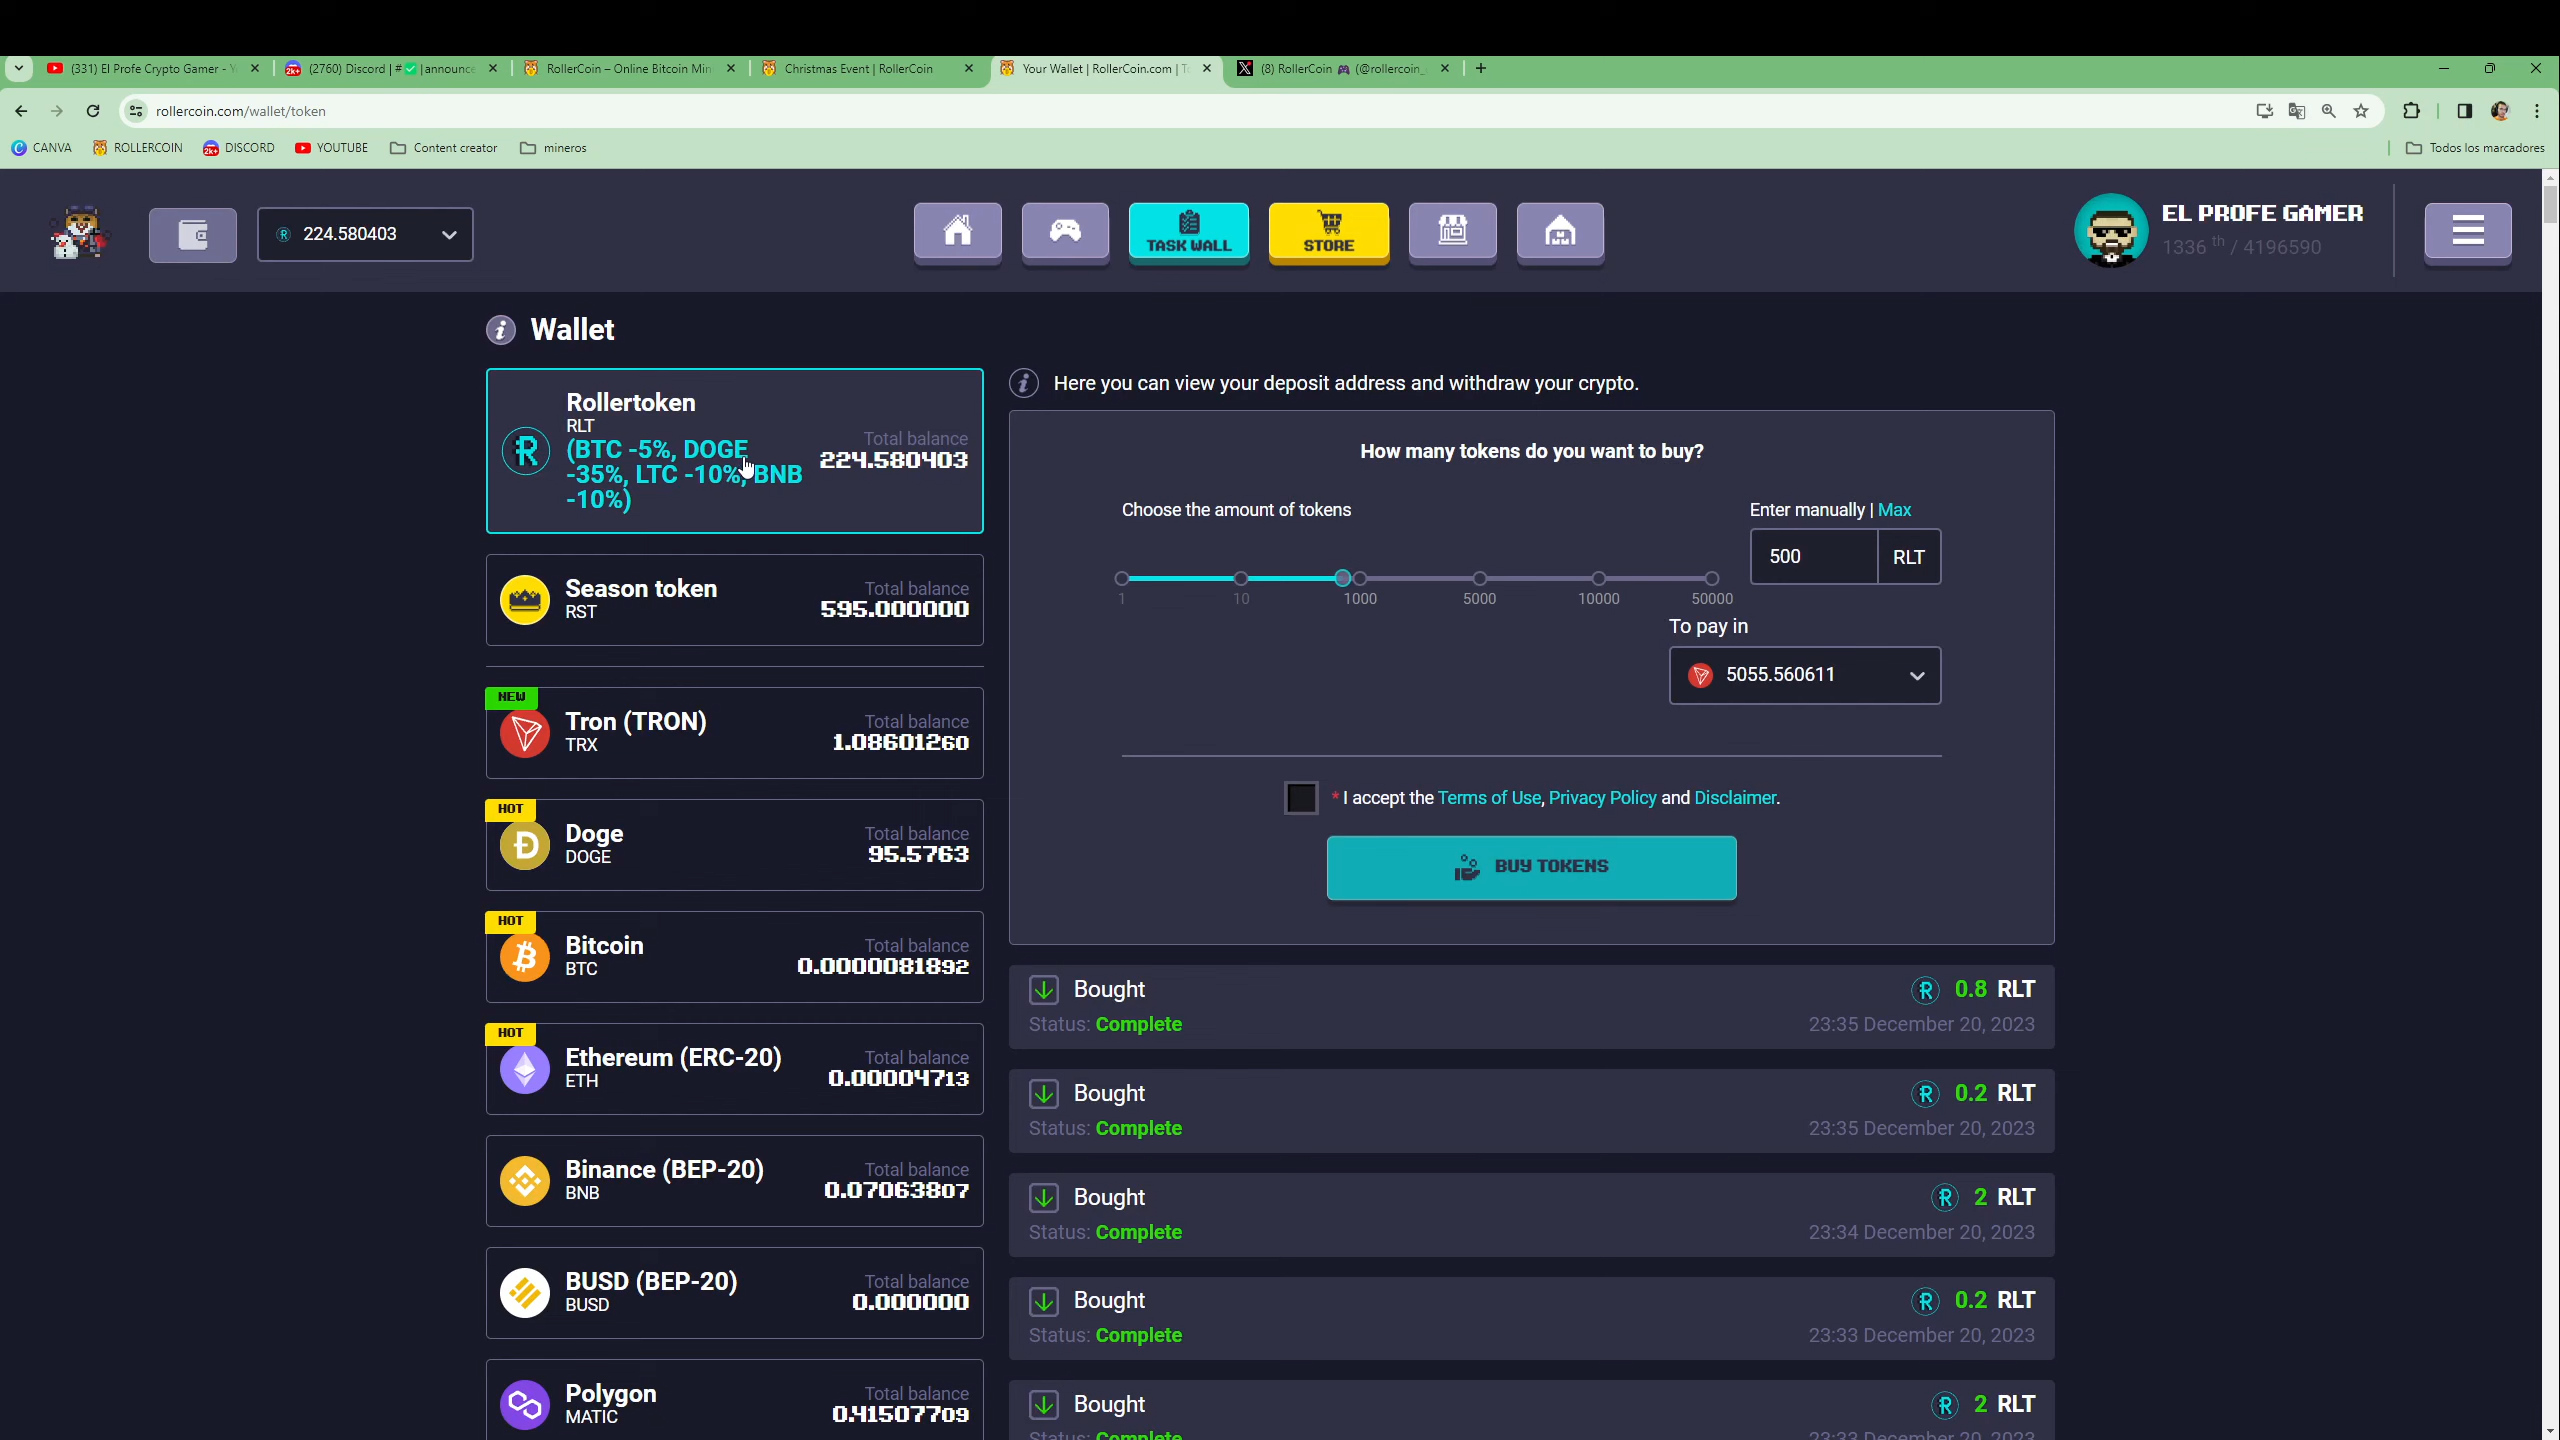 (331) El Profe Crypto Gamer - Y
(2760) Discord | #✅|announce
RollerCoin – Online Bitcoin Min
Christmas Event | RollerCoin
Your Wallet | RollerCoin.com | T
(8) RollerCoin 🎮 (@rollercoin_
rollercoin.com/wallet/token
CANVA
ROLLERCOIN
DISCORD
YOUTUBE
Content creator
mineros
Todos los marcadores
224.580403
TASK WALL
STORE
EL PROFE GAMER
1336 th / 4196590
Wallet
Rollertoken
RLT
(BTC -5%, DOGE
-35%, LTC -10%, BNB
-10%)
Total balance
224.580403
Season token
RST
Total balance
595.000000
NEW
Tron (TRON)
TRX
Total balance
1.08601260
HOT
Doge
DOGE
Total balance
95.5763
HOT
Bitcoin
BTC
Total balance
0.0000081892
HOT
Ethereum (ERC-20)
ETH
Total balance
0.00004713
Binance (BEP-20)
BNB
Total balance
0.07063807
BUSD (BEP-20)
BUSD
Total balance
0.000000
Polygon
MATIC
Total balance
0.41507709
Here you can view your deposit address and withdraw your crypto.
How many tokens do you want to buy?
Choose the amount of tokens
Enter manually | Max
500
RLT
1
10
1000
5000
10000
50000
To pay in
5055.560611
* I accept the Terms of Use, Privacy Policy and Disclaimer.
BUY TOKENS
Bought
0.8 RLT
Status: Complete
23:35 December 20, 2023
Bought
0.2 RLT
Status: Complete
23:35 December 20, 2023
Bought
2 RLT
Status: Complete
23:34 December 20, 2023
Bought
0.2 RLT
Status: Complete
23:33 December 20, 2023
Bought
2 RLT
Status: Complete
23:33 December 20, 2023